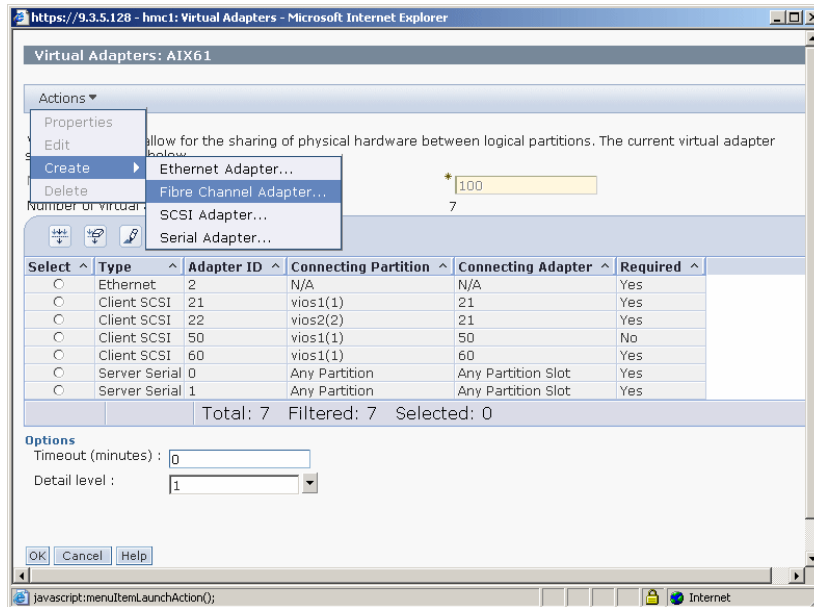 https://9.3.5.128 - hmc1: Virtual Adapters - Microsoft Internet Explorer
Virtual Adapters: AIX61
Actions
Properties
Edit
Create
Delete
Ethernet Adapter...
Fibre Channel Adapter...
SCSI Adapter...
Serial Adapter...
allow for the sharing of physical hardware between logical partitions. The current virtual adapter
below
* 100
Number of virtual 7
Select ^ Type ^ Adapter ID ^ Connecting Partition ^ Connecting Adapter ^ Required ^
Ethernet 2 N/A N/A Yes
Client SCSI 21 vios1(1) 21 Yes
Client SCSI 22 vios2(2) 21 Yes
Client SCSI 50 vios1(1) 50 No
Client SCSI 60 vios1(1) 60 Yes
Server Serial 0 Any Partition Any Partition Slot Yes
Server Serial 1 Any Partition Any Partition Slot Yes
Total: 7 Filtered: 7 Selected: 0
Options
Timeout (minutes) : 0
Detail level : 1
OK Cancel Help
javascript:menuItemLaunchAction(); Internet